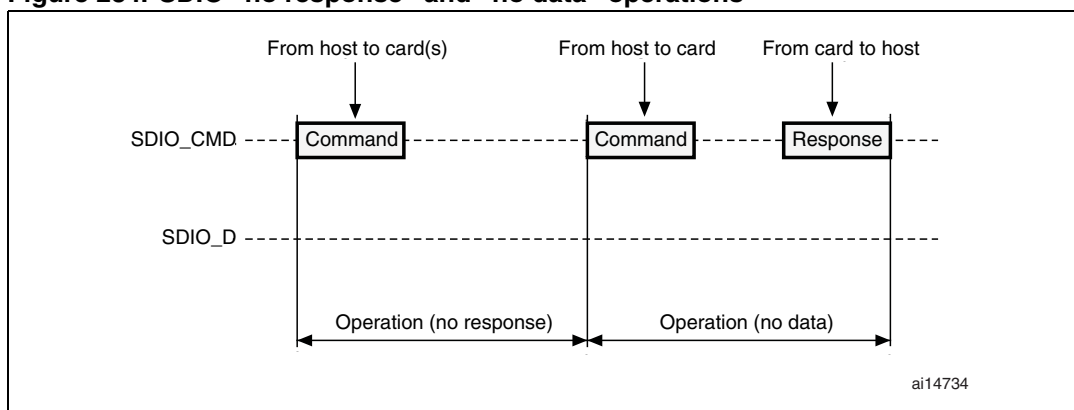 From host to card(s) From host to card From card to host
SDIO_CMD Command Command Response
SDIO_D
Operation (no response) Operation (no data)
ai14734